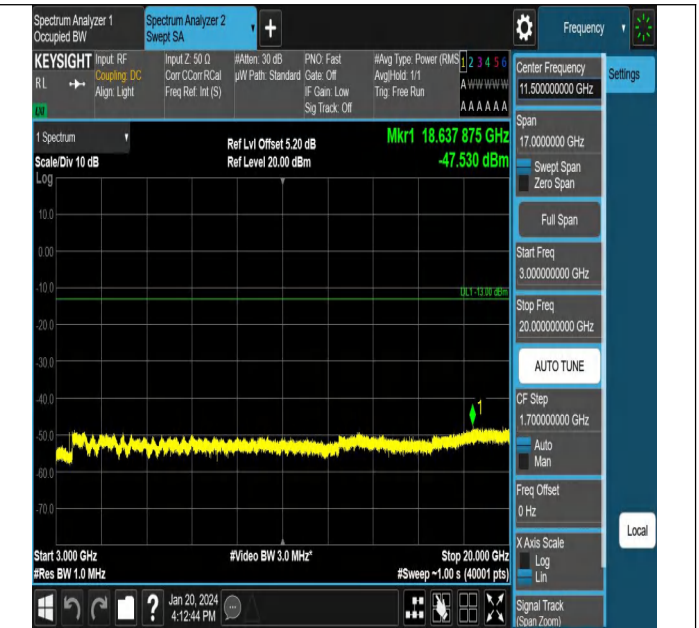 Spectrum Analyzer 1
Occupied BW
Spectrum Analyzer 2
Swept SA
Frequency
KEYSIGHT
RL
Input: RF
Coupling: DC
Align: Light
Input Z: 50 Ω
Corr CCorr RCal
Freq Ref: Int (S)
#Atten: 30 dB
µW Path: Standard
PNO: Fast
Gate: Off
IF Gain: Low
Sig Track: Off
#Avg Type: Power (RMS
Avg|Hold: 1/1
Trig: Free Run
1 2 3 4 5 6
A W W W W W
A A A A A A
1 Spectrum
Scale/Div 10 dB
Log
Ref Lvl Offset 5.20 dB
Ref Level 20.00 dBm
Mkr1 18.637 875 GHz
-47.530 dBm
10.0
0.00
-10.0
DL1 -13.00 dBm
-20.0
-30.0
-40.0
1
-50.0
-60.0
-70.0
Start 3.000 GHz
#Res BW 1.0 MHz
#Video BW 3.0 MHz*
Stop 20.000 GHz
#Sweep ~1.00 s (40001 pts)
Jan 20, 2024
4:12:44 PM
Center Frequency
11.500000000 GHz
Settings
Span
17.0000000 GHz
Swept Span
Zero Span
Full Span
Start Freq
3.000000000 GHz
Stop Freq
20.000000000 GHz
AUTO TUNE
CF Step
1.700000000 GHz
Auto
Man
Freq Offset
0 Hz
X Axis Scale
Log
Lin
Local
Signal Track
(Span Zoom)